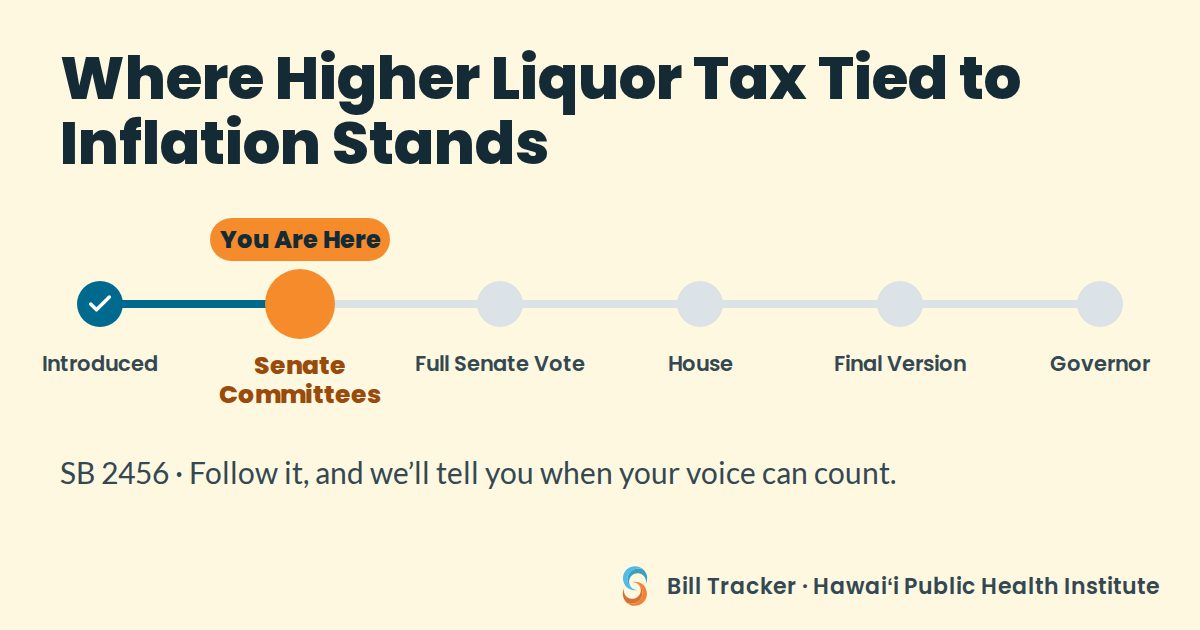 Where Higher Liquor Tax Tied to
Inflation Stands
You Are Here
Introduced
Senate
Committees
Full Senate Vote
House
Final Version
Governor
SB 2456 · Follow it, and we’ll tell you when your voice can count.
Bill Tracker · Hawaiʻi Public Health Institute